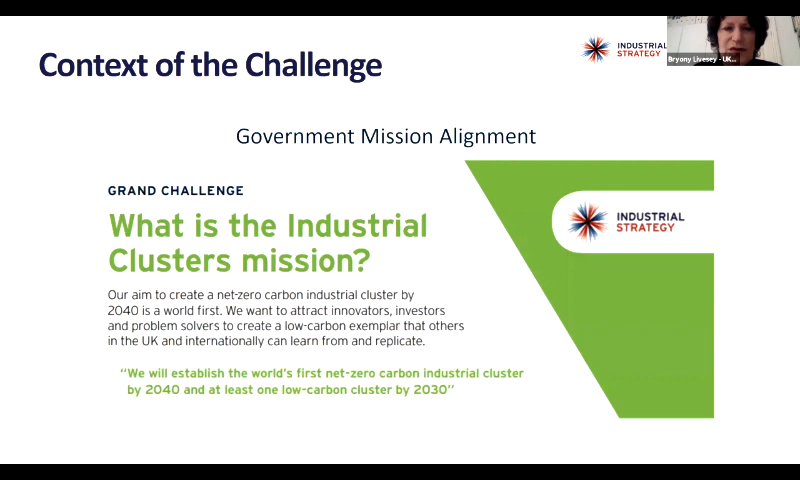 Context of the Challenge
INDUSTRIAL
STRATEGY
Bryony Livesey - UK...
Government Mission Alignment
GRAND CHALLENGE
What is the Industrial
Clusters mission?
INDUSTRIAL
STRATEGY
Our aim to create a net-zero carbon industrial cluster by
2040 is a world first. We want to attract innovators, investors
and problem solvers to create a low-carbon exemplar that others
in the UK and internationally can learn from and replicate.
“We will establish the world’s first net-zero carbon industrial cluster
by 2040 and at least one low-carbon cluster by 2030”